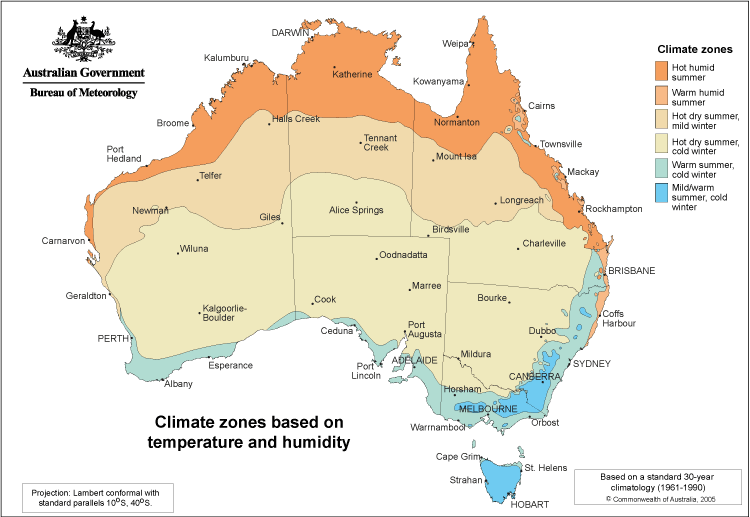 Australian Government
Bureau of Meteorology
DARWIN
Weipa
Kalumburu
Katherine
Kowanyama
Cairns
Broome
Halls Creek
Normanton
Tennant
Creek
Townsville
Port
Hedland
Mount Isa
Mackay
Telfer
Newman
Alice Springs
Longreach
Rockhampton
Giles
Birdsville
Carnarvon
Wiluna
Oodnadatta
Charleville
BRISBANE
Geraldton
Marree
Bourke
Kalgoorlie-
Boulder
Cook
Coffs
Harbour
PERTH
Ceduna
Port
Augusta
Dubbo
Esperance
Port
Lincoln
ADELAIDE
Mildura
SYDNEY
Albany
CANBERRA
Horsham
MELBOURNE
Warrnambool
Orbost
Cape Grim
St. Helens
Strahan
HOBART
Climate zones
Hot humid
summer
Warm humid
summer
Hot dry summer,
mild winter
Hot dry summer,
cold winter
Warm summer,
cold winter
Mild/warm
summer, cold
winter
Climate zones based on
temperature and humidity
Projection: Lambert conformal with
standard parallels 10°S, 40°S.
Based on a standard 30-year
climatology (1961-1990)
© Commonwealth of Australia, 2005